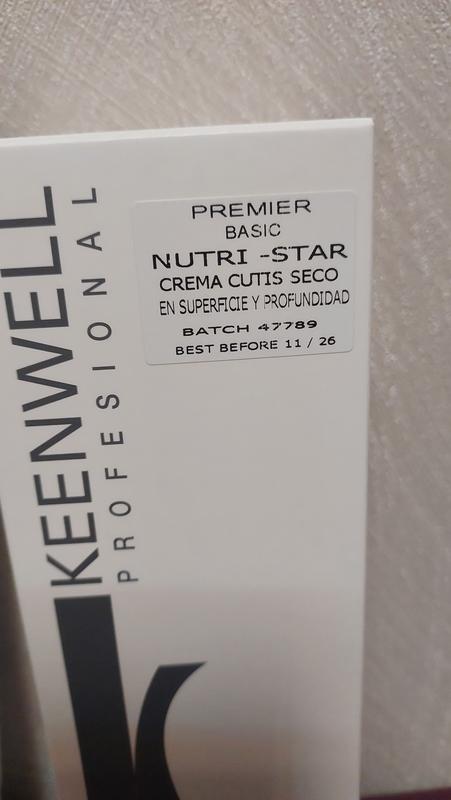 KEENWELL
PROFESIONAL
PREMIER
BASIC
NUTRI -STAR
CREMA CUTIS SECO
EN SUPERFICIE Y PROFUNDIDAD
BATCH 47789
BEST BEFORE 11 / 26